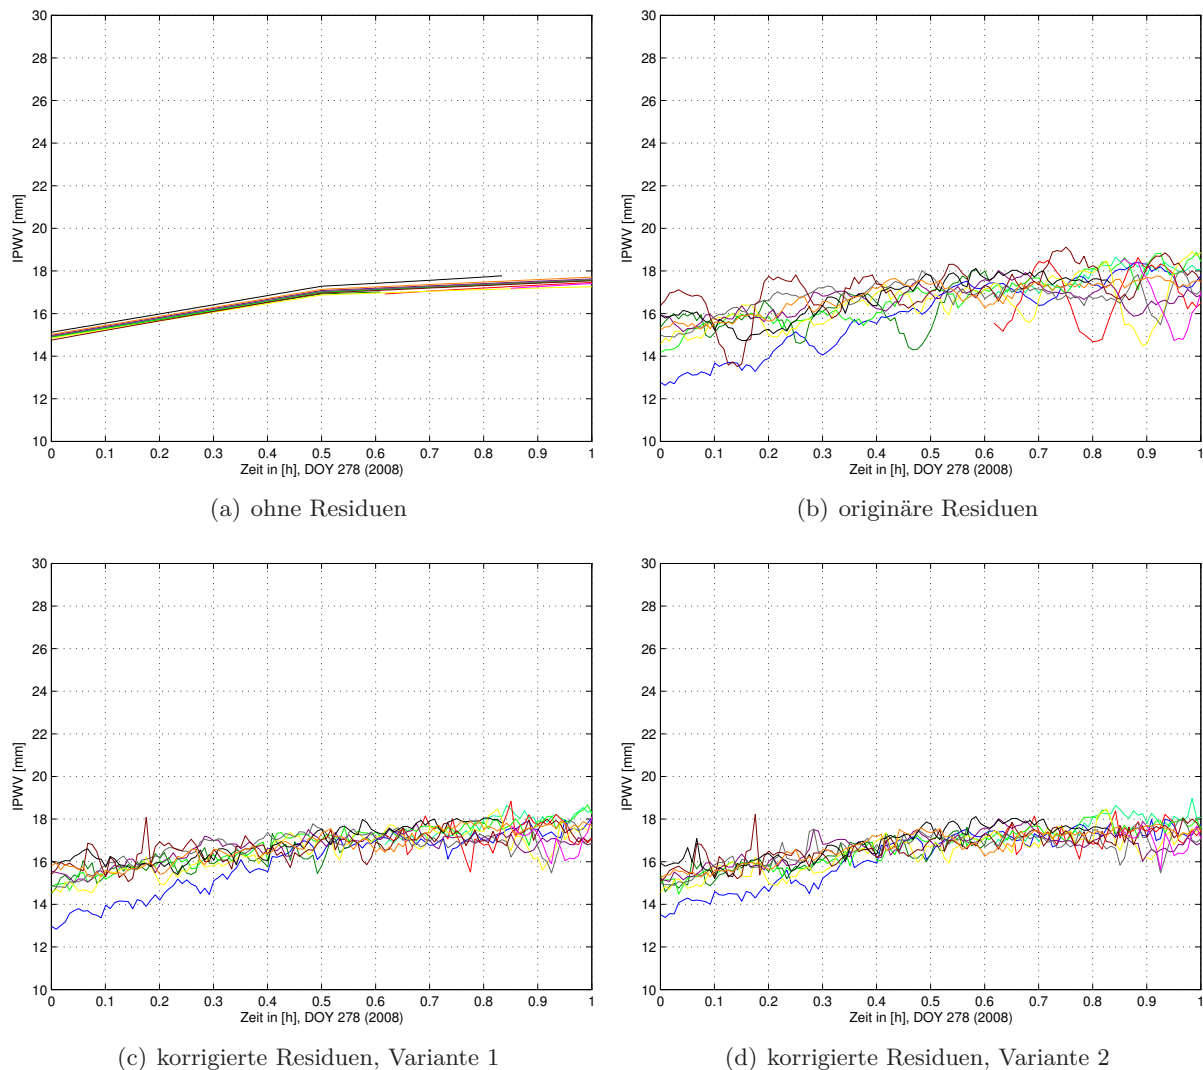 30
28
26
24
22
20
18
16
14
12
10
IPWV [mm]
0 0.1 0.2 0.3 0.4 0.5 0.6 0.7 0.8 0.9 1
Zeit in [h], DOY 278 (2008)
(a) ohne Residuen
30
28
26
24
22
20
18
16
14
12
10
IPWV [mm]
0 0.1 0.2 0.3 0.4 0.5 0.6 0.7 0.8 0.9 1
Zeit in [h], DOY 278 (2008)
(b) originäre Residuen
30
28
26
24
22
20
18
16
14
12
10
IPWV [mm]
0 0.1 0.2 0.3 0.4 0.5 0.6 0.7 0.8 0.9 1
Zeit in [h], DOY 278 (2008)
(c) korrigierte Residuen, Variante 1
30
28
26
24
22
20
18
16
14
12
10
IPWV [mm]
0 0.1 0.2 0.3 0.4 0.5 0.6 0.7 0.8 0.9 1
Zeit in [h], DOY 278 (2008)
(d) korrigierte Residuen, Variante 2